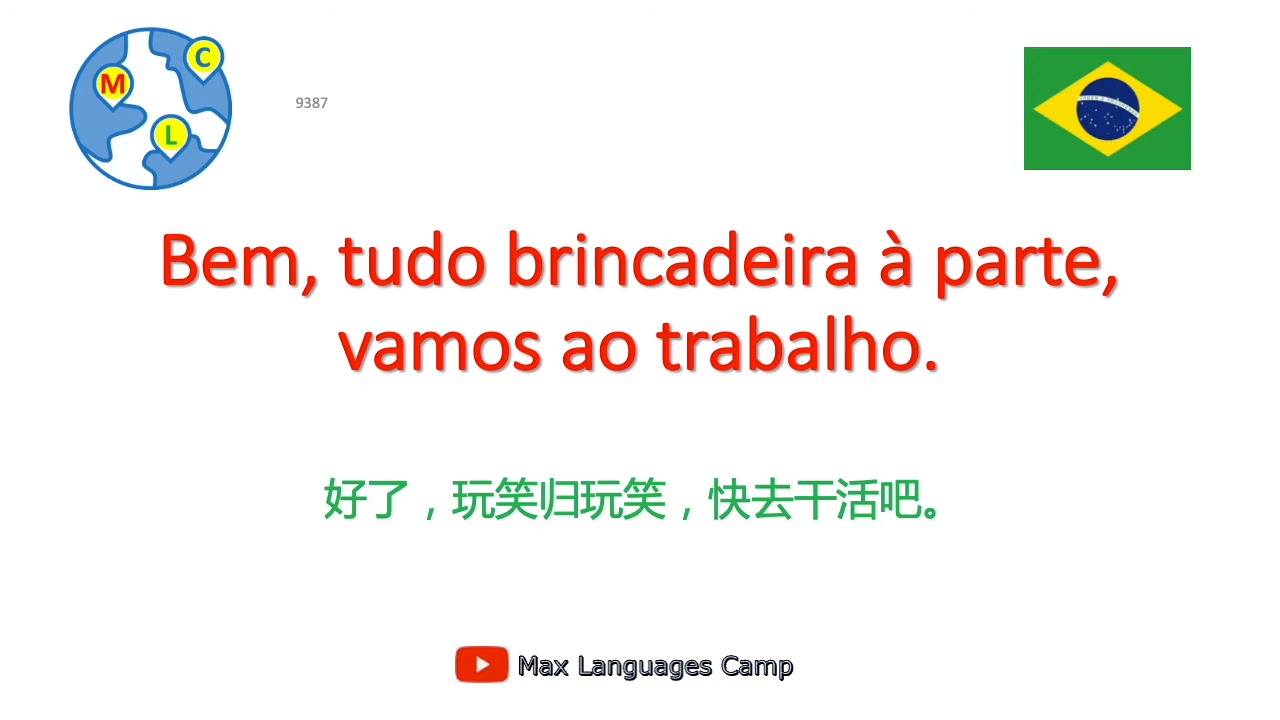 M
C
L
9387
Bem, tudo brincadeira à parte,
vamos ao trabalho.
好了，玩笑归玩笑，快去干活吧。
Max Languages Camp